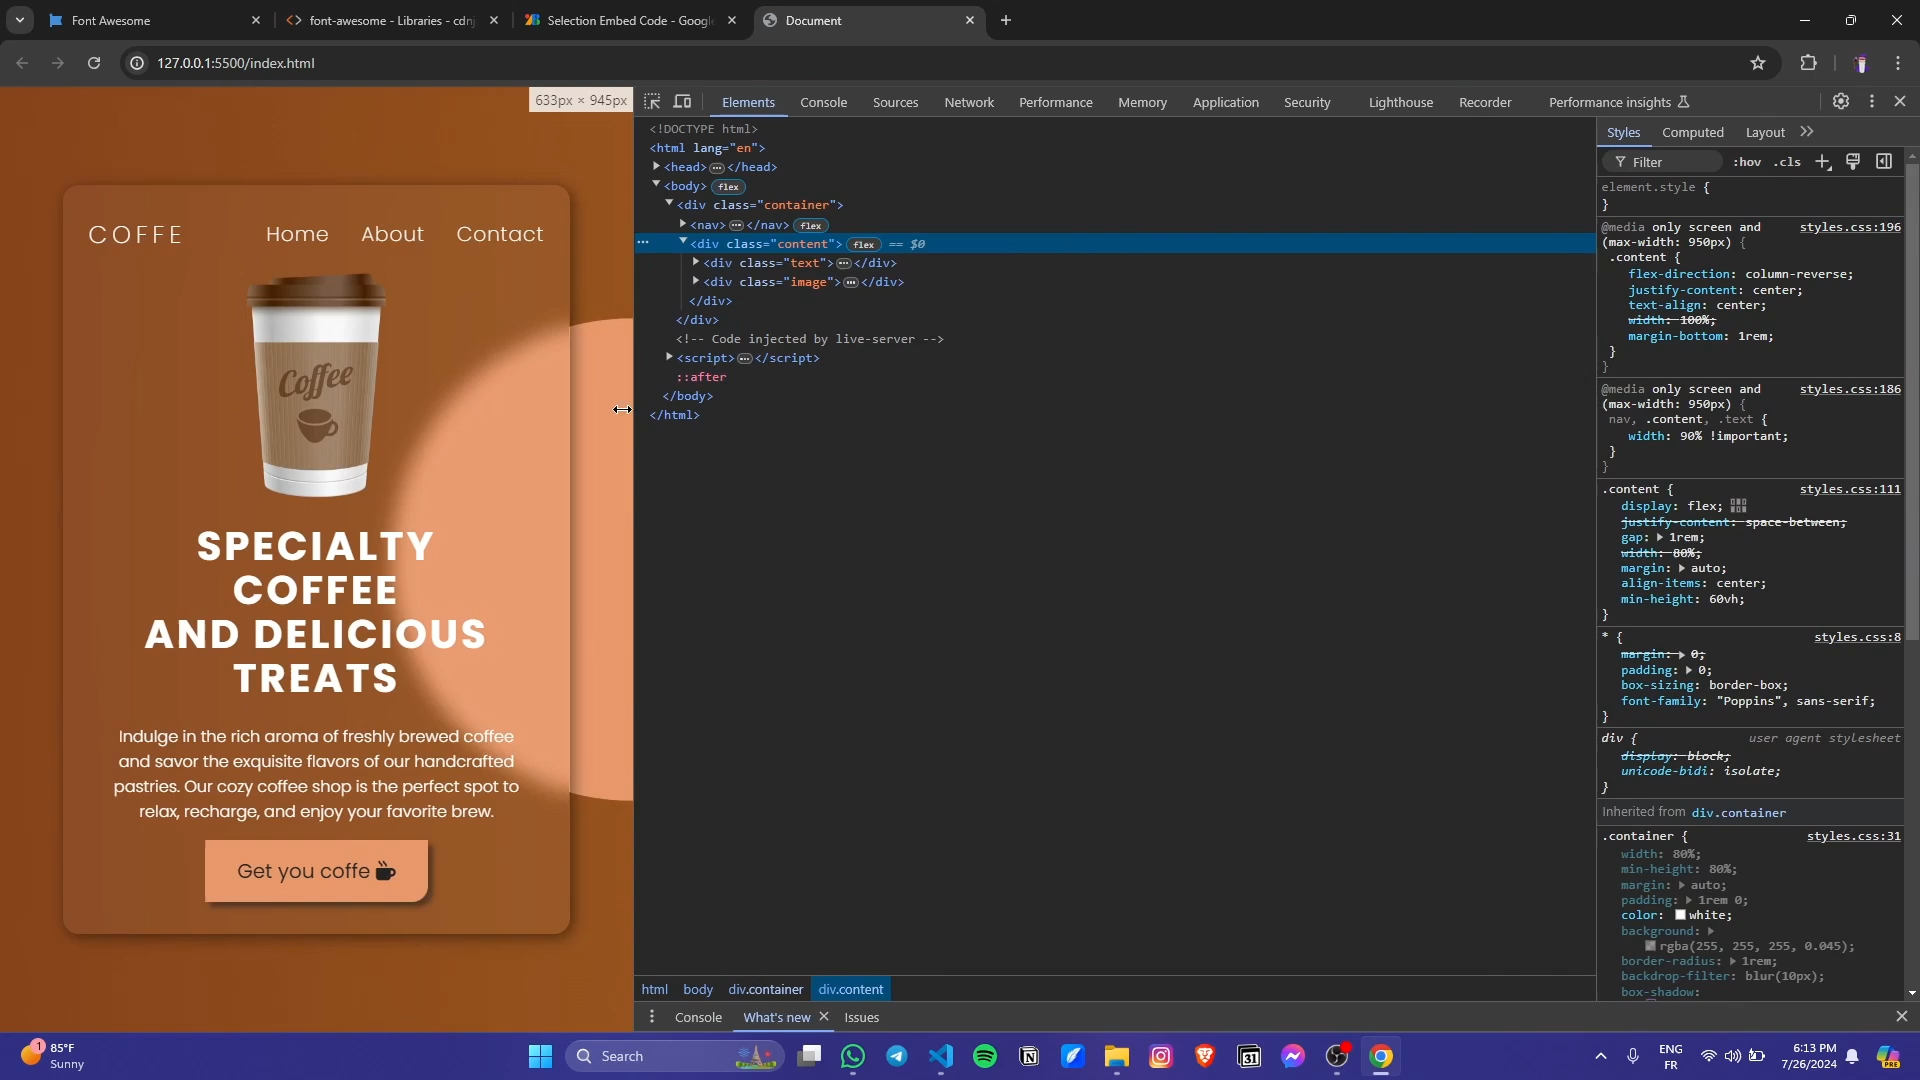 Font Awesome
font-awesome - Libraries - cdnj
Selection Embed Code - Google
Document
127.0.0.1:5500/index.html
633px × 945px
COFFE
Home
About
Contact
Coffee
SPECIALTY
COFFEE
AND DELICIOUS
TREATS
Indulge in the rich aroma of freshly brewed coffee
and savor the exquisite flavors of our handcrafted
pastries. Our cozy coffee shop is the perfect spot to
relax, recharge, and enjoy your favorite brew.
Get you coffe
Elements
Console
Sources
Network
Performance
Memory
Application
Security
Lighthouse
Recorder
Performance insights
<!DOCTYPE html>
<html lang="en">
<head>···</head>
<body> flex
<div class="container">
<nav>···</nav> flex
<div class="content"> flex == $0
<div class="text">···</div>
<div class="image">···</div>
</div>
</div>
<!-- Code injected by live-server -->
<script>···</script>
::after
</body>
</html>
html
body
div.container
div.content
Console
What's new
Issues
Styles
Computed
Layout
Filter
:hov
.cls
element.style {
}
@media only screen and styles.css:196
(max-width: 950px) {
.content {
flex-direction: column-reverse;
justify-content: center;
text-align: center;
width: 100%;
margin-bottom: 1rem;
}
}
@media only screen and styles.css:186
(max-width: 950px) {
nav, .content, .text {
width: 90% !important;
}
}
.content { styles.css:111
display: flex;
justify-content: space-between;
gap: 1rem;
width: 80%;
margin: auto;
align-items: center;
min-height: 60vh;
}
* { styles.css:8
margin: 0;
padding: 0;
box-sizing: border-box;
font-family: "Poppins", sans-serif;
}
div { user agent stylesheet
display: block;
unicode-bidi: isolate;
}
Inherited from div.container
.container { styles.css:31
width: 80%;
min-height: 80%;
margin: auto;
padding: 1rem 0;
color: white;
background:
rgba(255, 255, 255, 0.045);
border-radius: 1rem;
backdrop-filter: blur(10px);
box-shadow:
1
85°F
Sunny
Search
31
ENG
FR
6:13 PM
7/26/2024
PRE